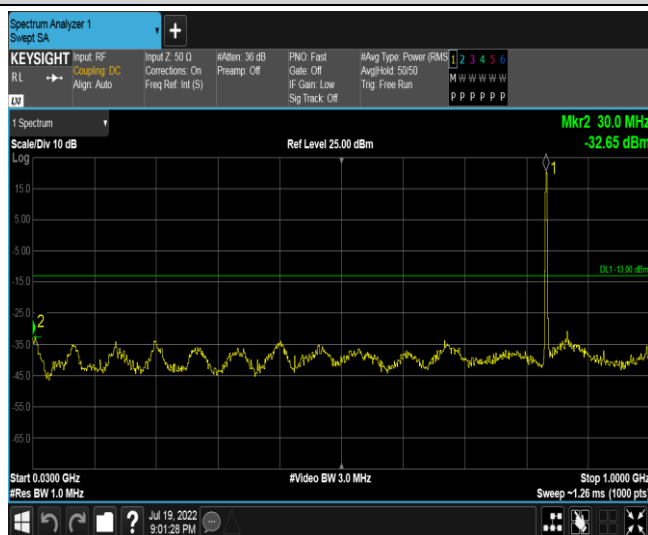 Spectrum Analyzer 1
Swept SA
+
KEYSIGHT
RL
LXI
Input: RF
Coupling: DC
Align: Auto
Input Z: 50 Ω
Corrections: On
Freq Ref: Int (S)
#Atten: 36 dB
Preamp: Off
PNO: Fast
Gate: Off
IF Gain: Low
Sig Track: Off
#Avg Type: Power (RMS
Avg|Hold: 50/50
Trig: Free Run
1 2 3 4 5 6
M W W W W W
P P P P P P
1 Spectrum
Scale/Div 10 dB
Ref Level 25.00 dBm
Mkr2 30.0 MHz
-32.65 dBm
Log
1
15.0
5.00
-5.00
DL1 -13.00 dBm
-15.0
-25.0
2
-35.0
-45.0
-55.0
-65.0
Start 0.0300 GHz
#Video BW 3.0 MHz
Stop 1.0000 GHz
#Res BW 1.0 MHz
Sweep ~1.26 ms (1000 pts)
?
Jul 19, 2022
9:01:28 PM